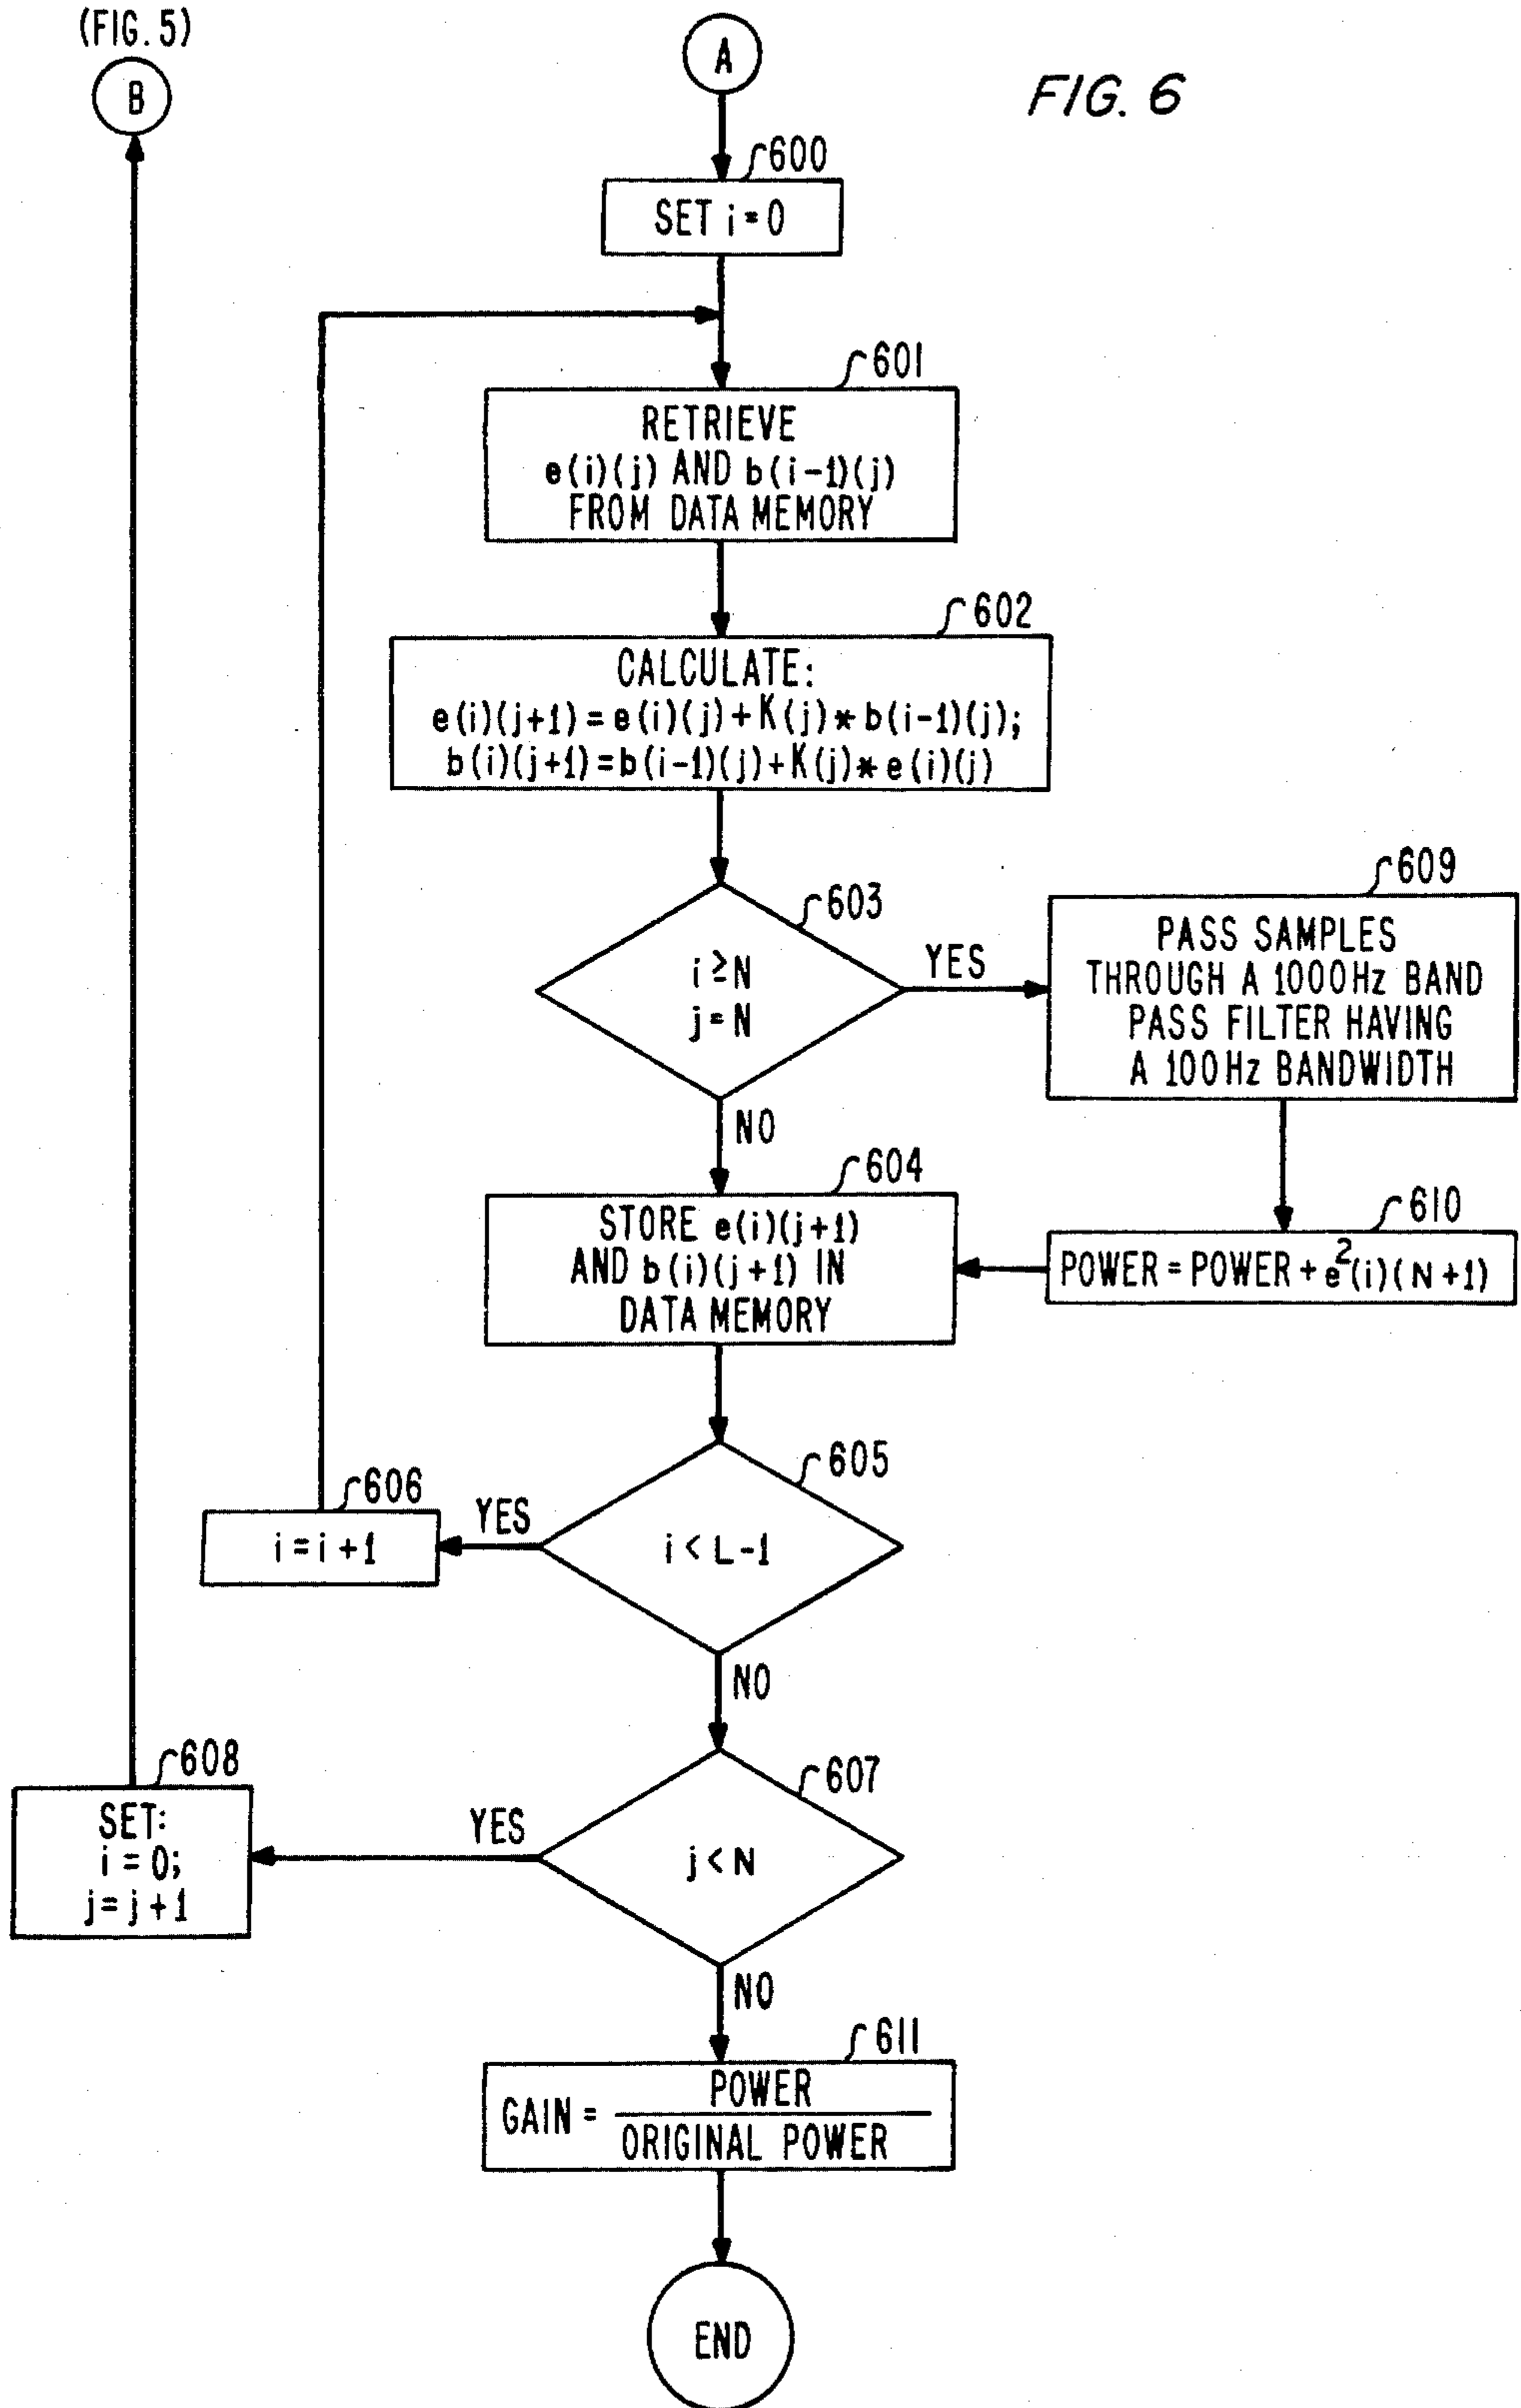 (FIG. 5)
B
A
FIG. 6
600
SET i=0
601
RETRIEVE
e(i)(j) AND b(i-1)(j)
FROM DATA MEMORY
602
CALCULATE:
e(i)(j+1)=e(i)(j)+K(j)*b(i-1)(j);
b(i)(j+1)=b(i-1)(j)+K(j)*e(i)(j)
603
i≥N
j=N
YES
NO
609
PASS SAMPLES
THROUGH A 1000Hz BAND
PASS FILTER HAVING
A 100Hz BANDWIDTH
604
STORE e(i)(j+1)
AND b(i)(j+1) IN
DATA MEMORY
610
POWER=POWER+e²(i)(N+1)
605
i<L-1
YES
NO
606
i=i+1
607
j<N
YES
NO
608
SET:
i=0;
j=j+1
611
GAIN= POWER
ORIGINAL POWER
END